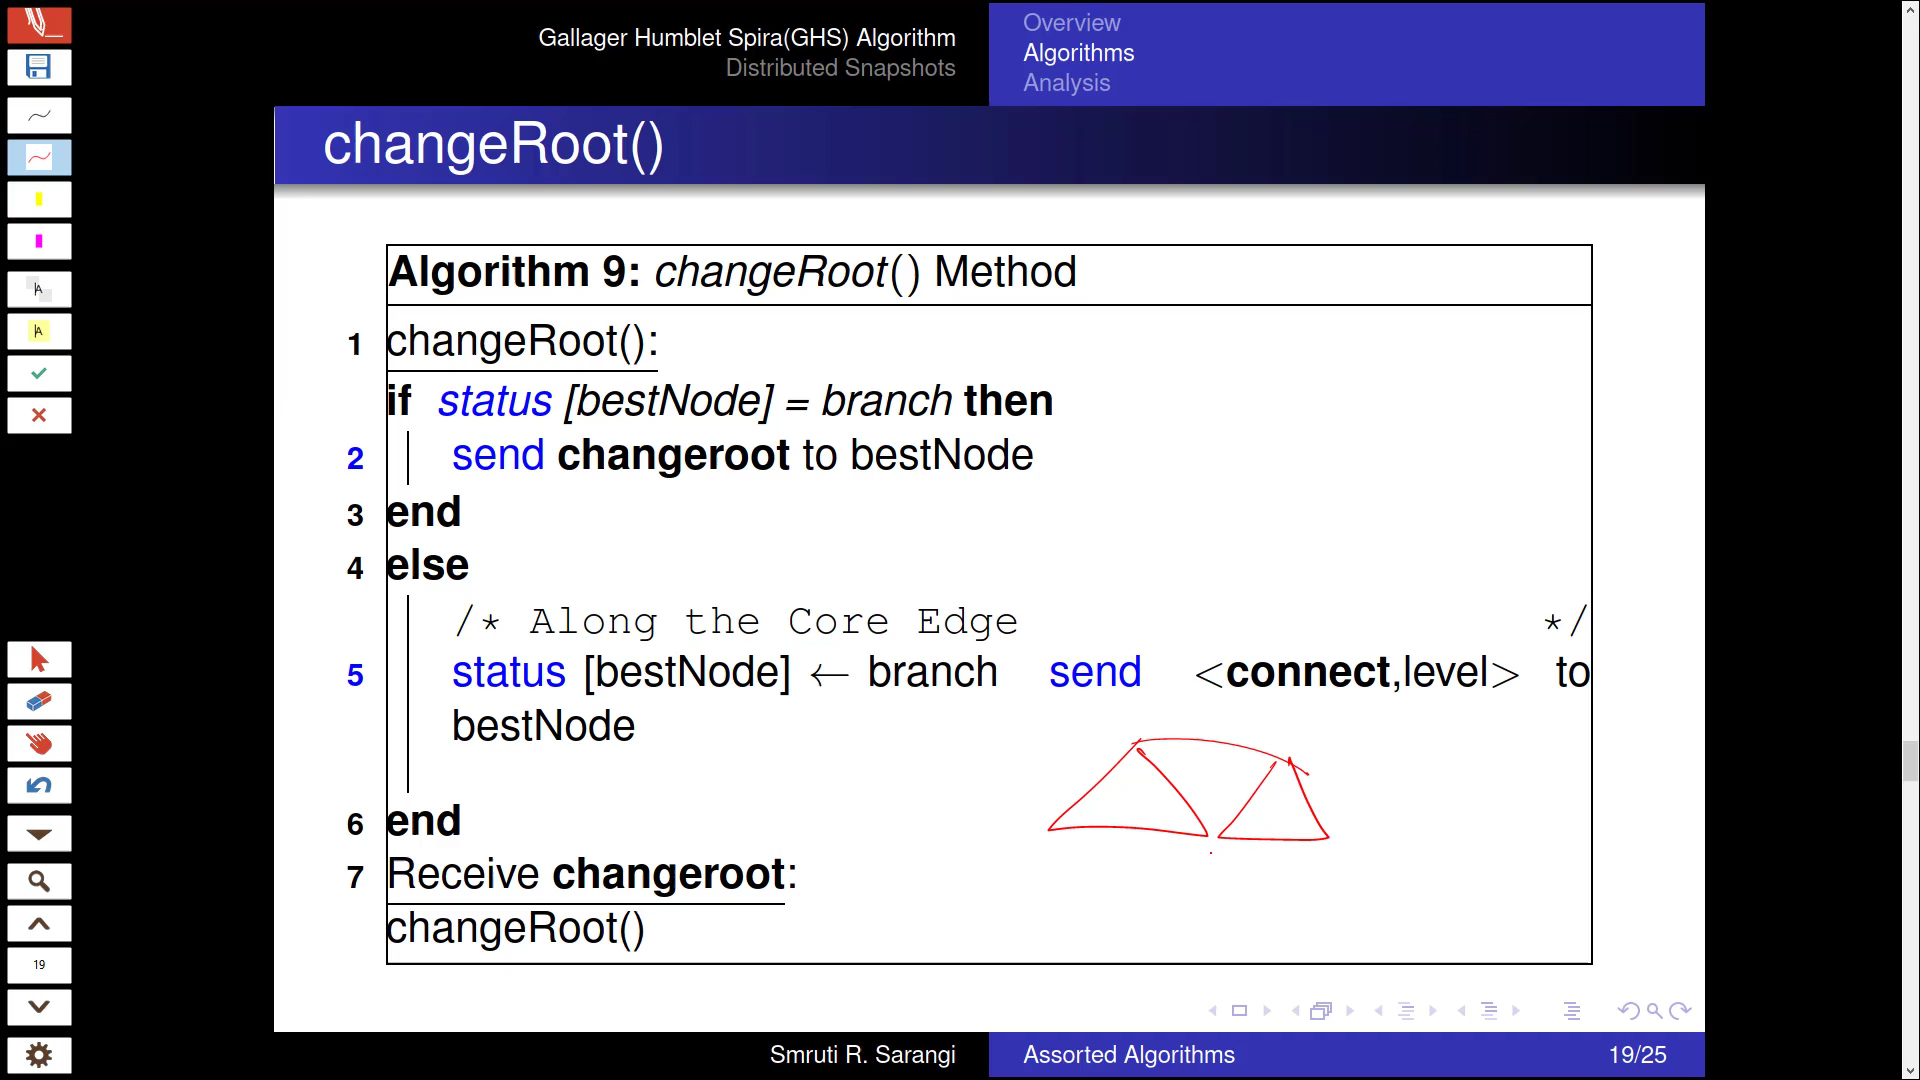 Gallager Humblet Spira(GHS) Algorithm
Distributed Snapshots
Overview
Algorithms
Analysis
changeRoot()
Algorithm 9: changeRoot() Method
1 changeRoot():
if status [bestNode] = branch then
2 send changeroot to bestNode
3 end
4 else
/* Along the Core Edge */
5 status [bestNode] ← branch send <connect,level> to
bestNode
6 end
7 Receive changeroot:
changeRoot()
19
Smruti R. Sarangi
Assorted Algorithms
19/25